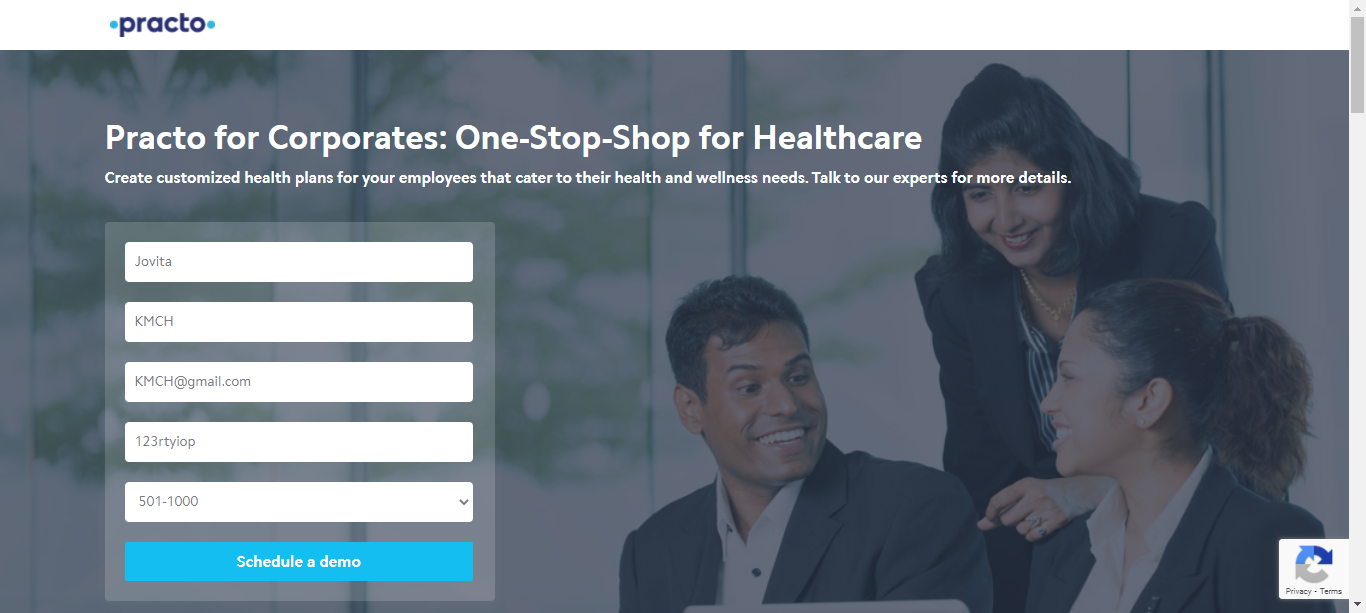 practo
Practo for Corporates: One-Stop-Shop for Healthcare
Create customized health plans for your employees that cater to their health and wellness needs. Talk to our experts for more details.
Jovita
KMCH
KMCH@gmail.com
123rtyiop
501-1000
Schedule a demo
Privacy - Terms